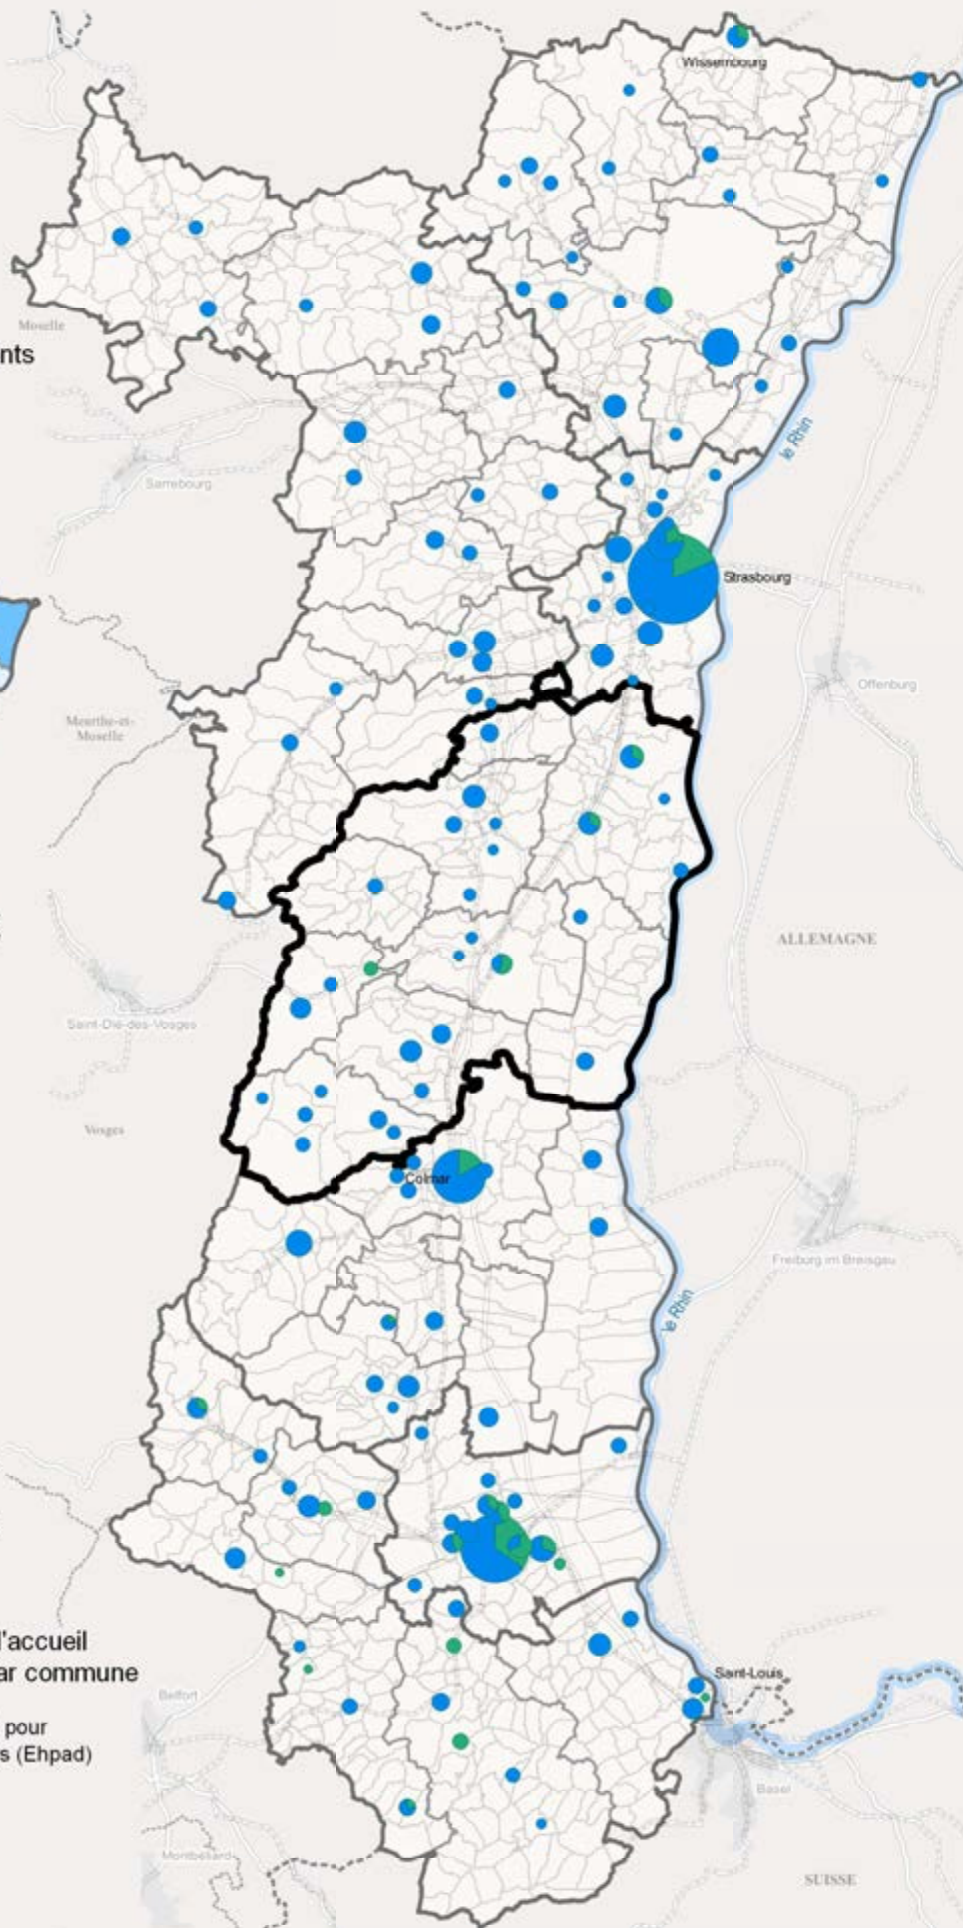 Wissembourg
Moselle
nts
le Rhin
Sarrebourg
Strasbourg
Offenburg
Meurthe-et-
Moselle
ALLEMAGNE
Saint-Dié-des-Vosges
Vosges
Colmar
Freiburg im Breisgau
le Rhin
l'accueil
ar commune
Saint-Louis
Belfort
pour
s (Ehpad)
Basel
Montbéliard
SUISSE